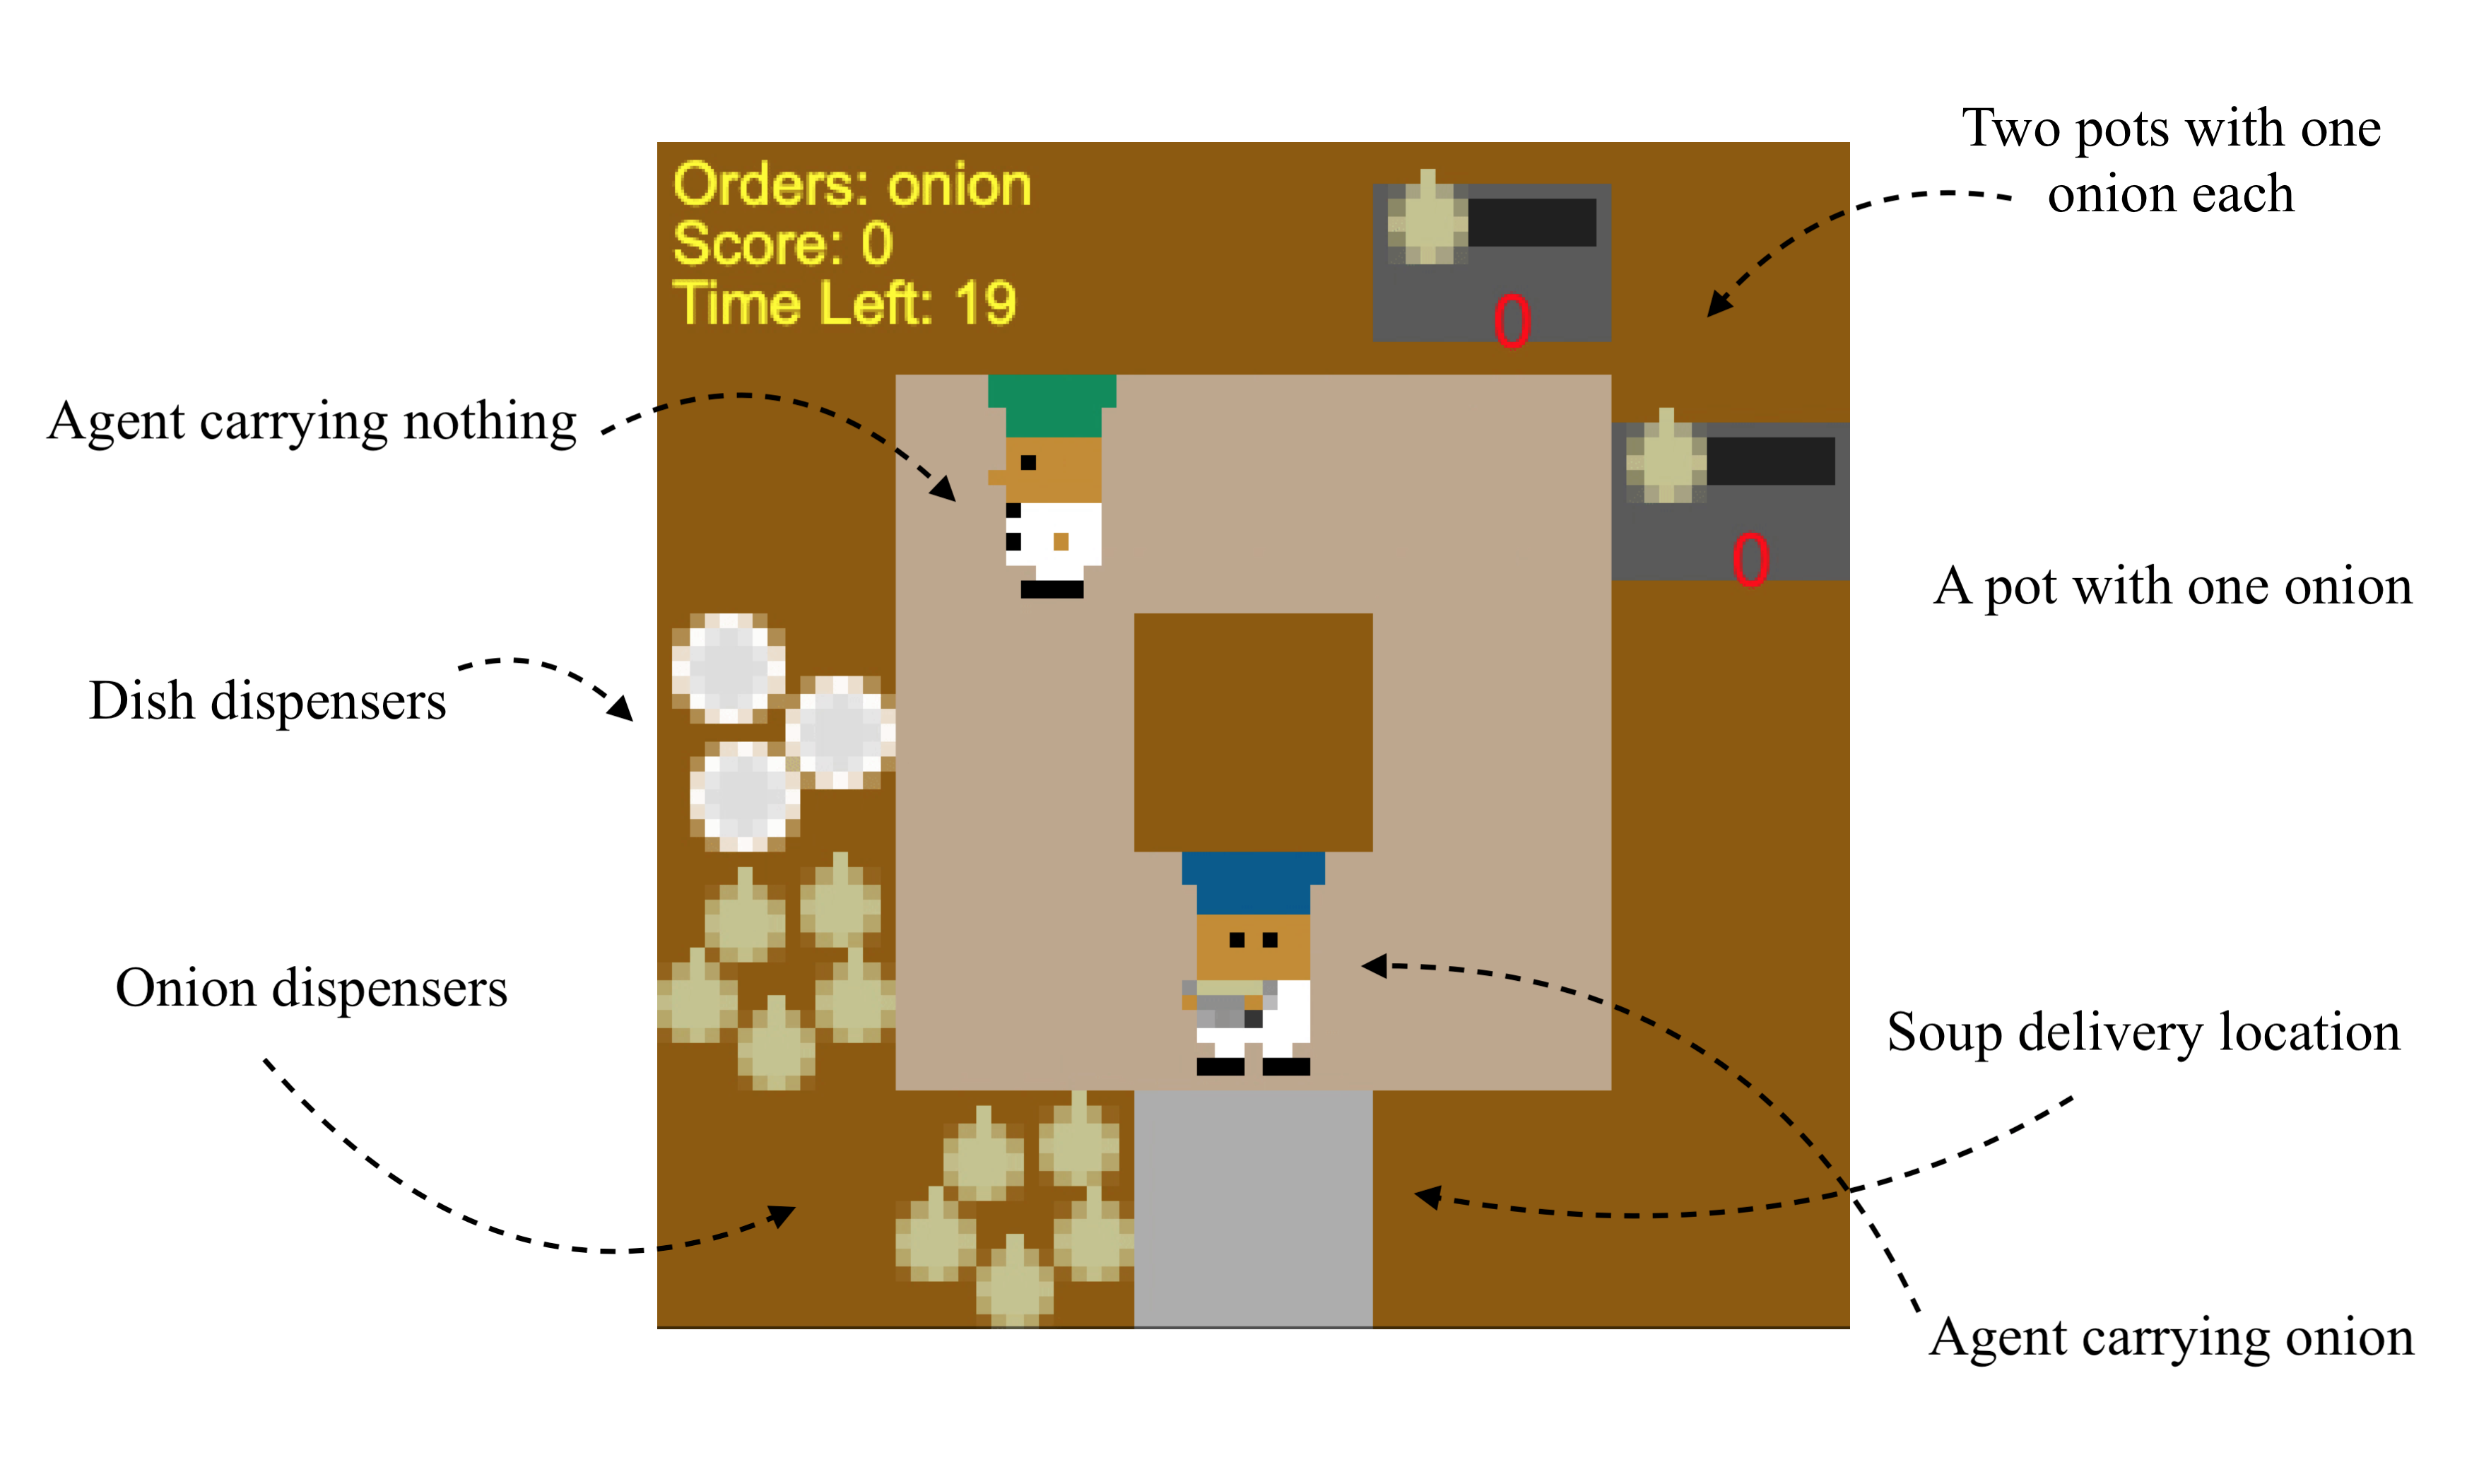 Two pots with one
onion each
Orders: onion
Score: 0
Time Left: 19
0
Agent carrying nothing
0
A pot with one onion
Dish dispensers
Onion dispensers
Soup delivery location
Agent carrying onion